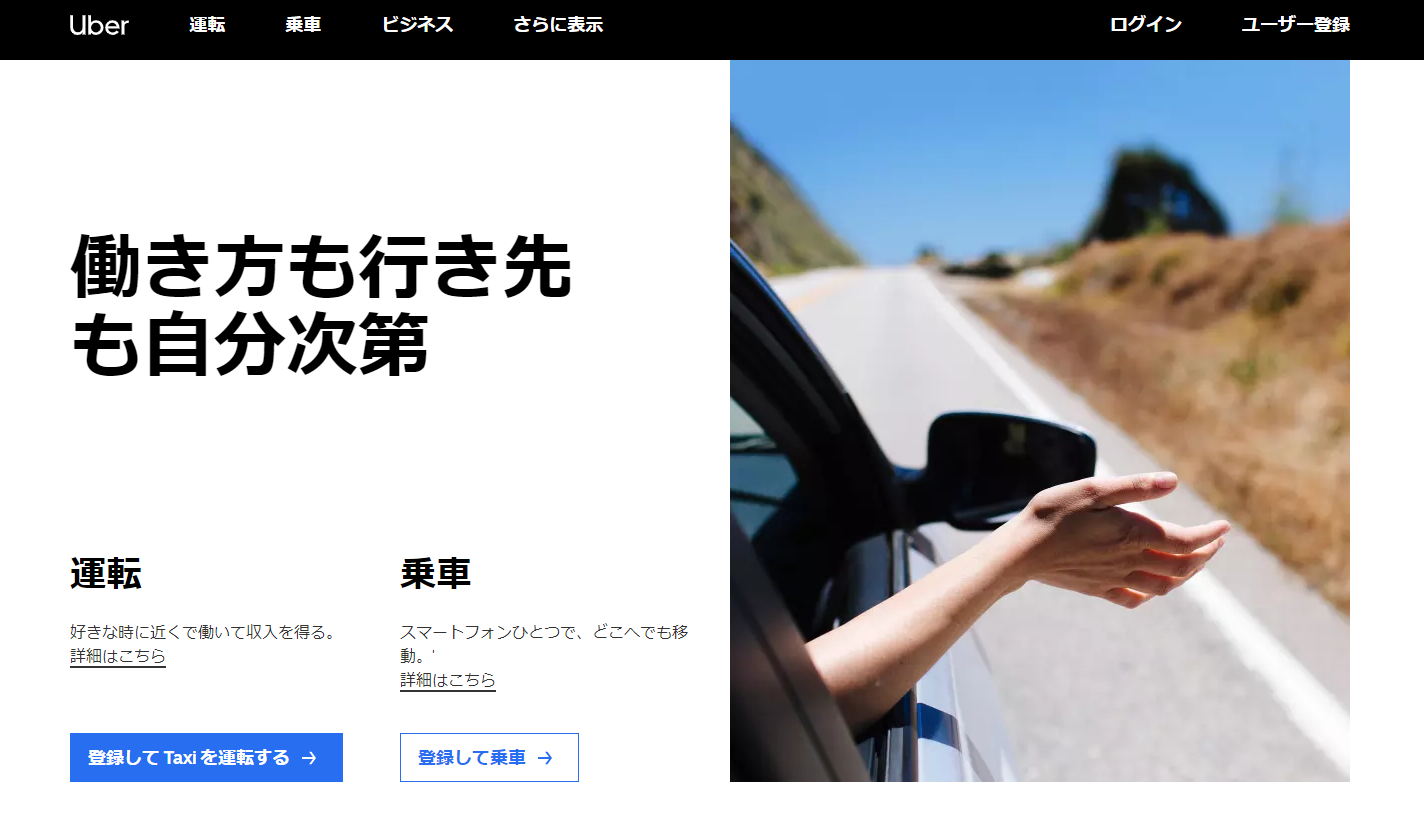 Uber 運転 乗車 ビジネス さらに表示 ログイン ユーザー登録
働き方も行き先
も自分次第
運転
好きな時に近くで働いて収入を得る。
詳細はこちら
登録して Taxi を運転する →
乗車
スマートフォンひとつで、どこへでも移
動。'
詳細はこちら
登録して乗車 →